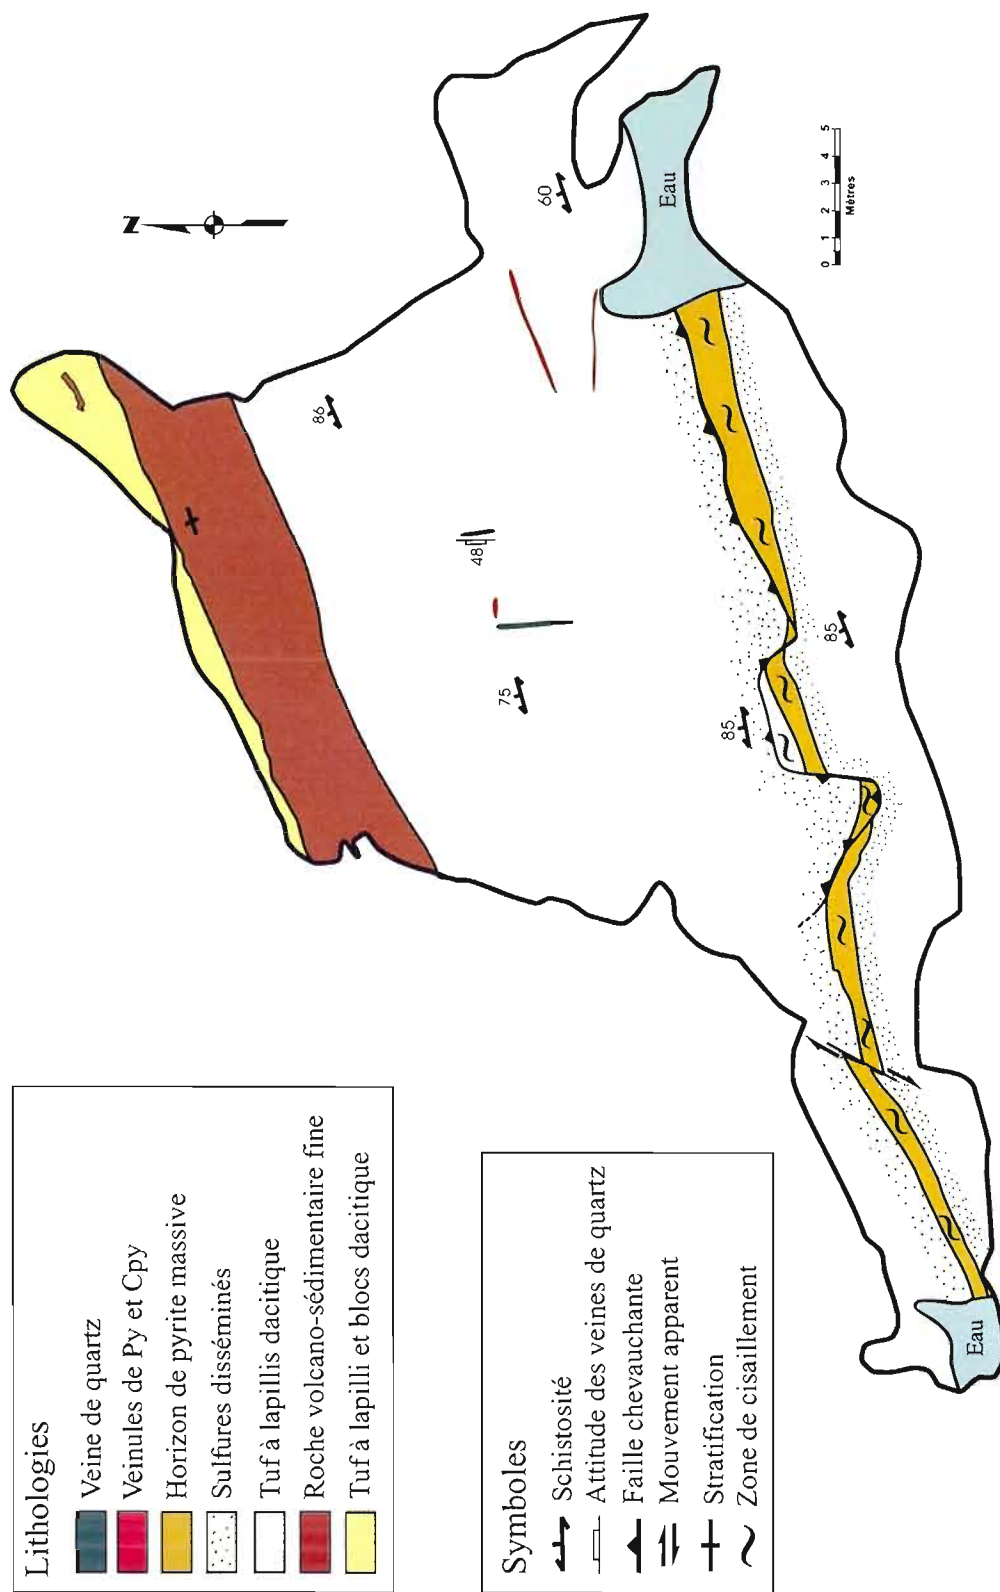 Lithologies
Veine de quartz
Veinules de Py et Cpy
Horizon de pyrite massive
Sulfures disséminés
Tuf à lapillis dacitique
Roche volcano-sédimentaire fine
Tuf à lapilli et blocs dacitique
Symboles
Schistosité
Attitude des veines de quartz
Faille chevauchante
Mouvement apparent
Stratification
Zone de cisaillement
N
86
60
48
75
85
85
Eau
Eau
0 1 2 3 4 5
Mètres